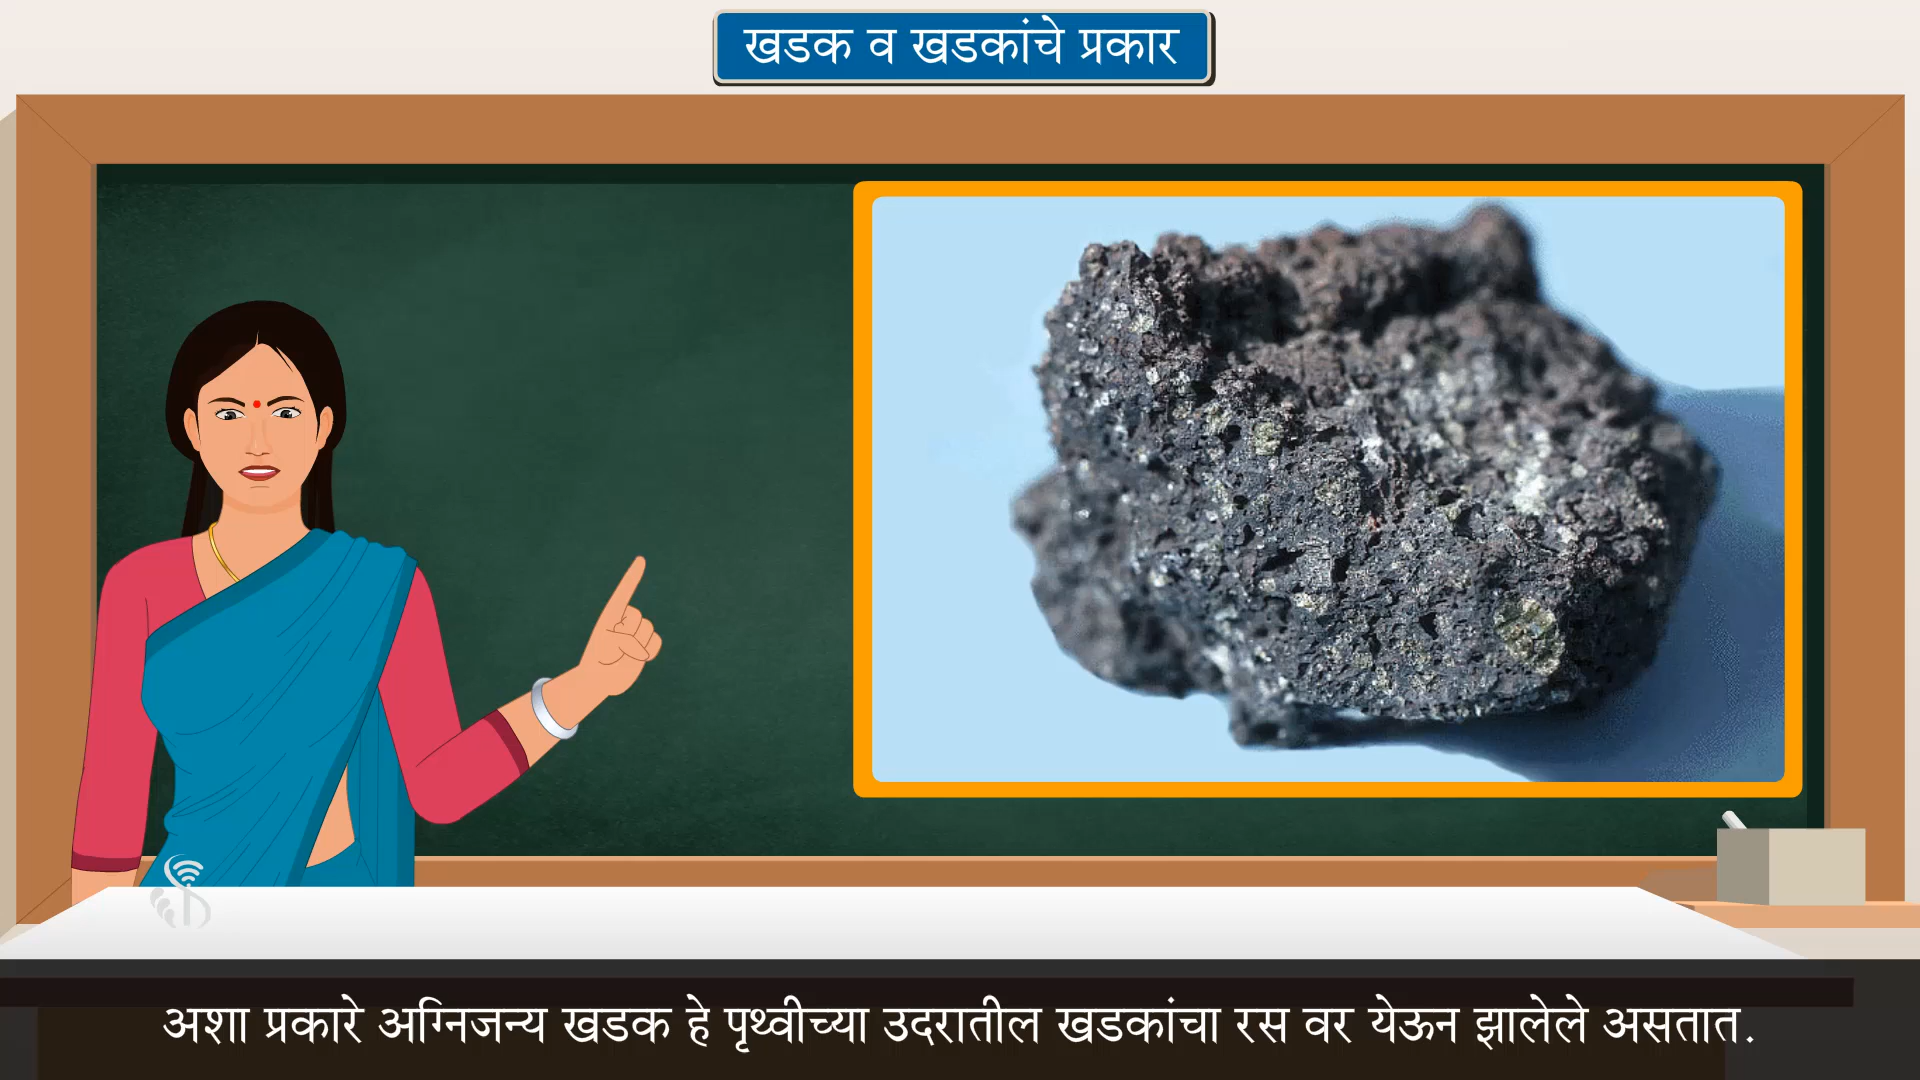 खडक व खडकांचे प्रकार
अशा प्रकारे अग्निजन्य खडक हे पृथ्वीच्या उदरातील खडकांचा रस वर येऊन झालेले असतात.